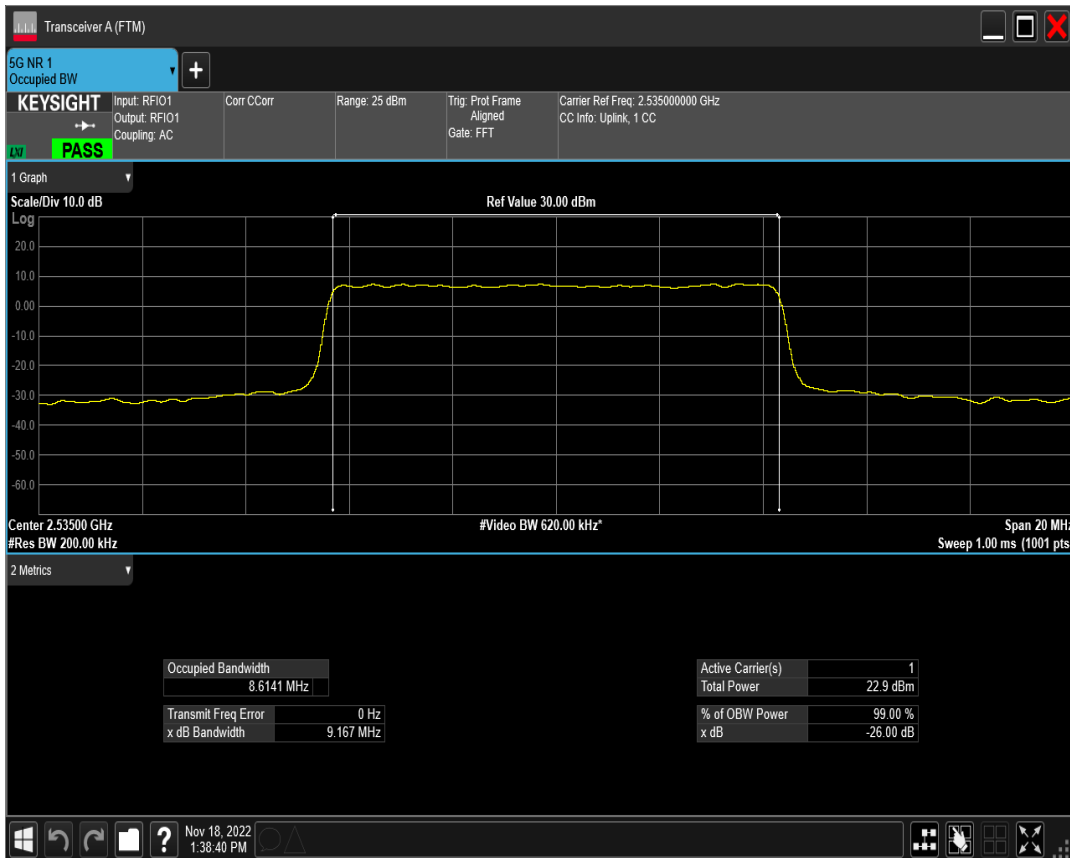 Transceiver A (FTM)
5G NR 1
Occupied BW
KEYSIGHT
LXI
PASS
Input: RFIO1
Output: RFIO1
Coupling: AC
Corr CCorr
Range: 25 dBm
Trig: Prot Frame
Aligned
Gate: FFT
Carrier Ref Freq: 2.535000000 GHz
CC Info: Uplink, 1 CC
1 Graph
Scale/Div 10.0 dB
Ref Value 30.00 dBm
Log
20.0
10.0
0.00
-10.0
-20.0
-30.0
-40.0
-50.0
-60.0
Center 2.53500 GHz
#Video BW 620.00 kHz*
Span 20 MHz
#Res BW 200.00 kHz
Sweep 1.00 ms (1001 pts
2 Metrics
Occupied Bandwidth
8.6141 MHz
Transmit Freq Error 0 Hz
x dB Bandwidth 9.167 MHz
Active Carrier(s) 1
Total Power 22.9 dBm
% of OBW Power 99.00 %
x dB -26.00 dB
?
Nov 18, 2022
1:38:40 PM